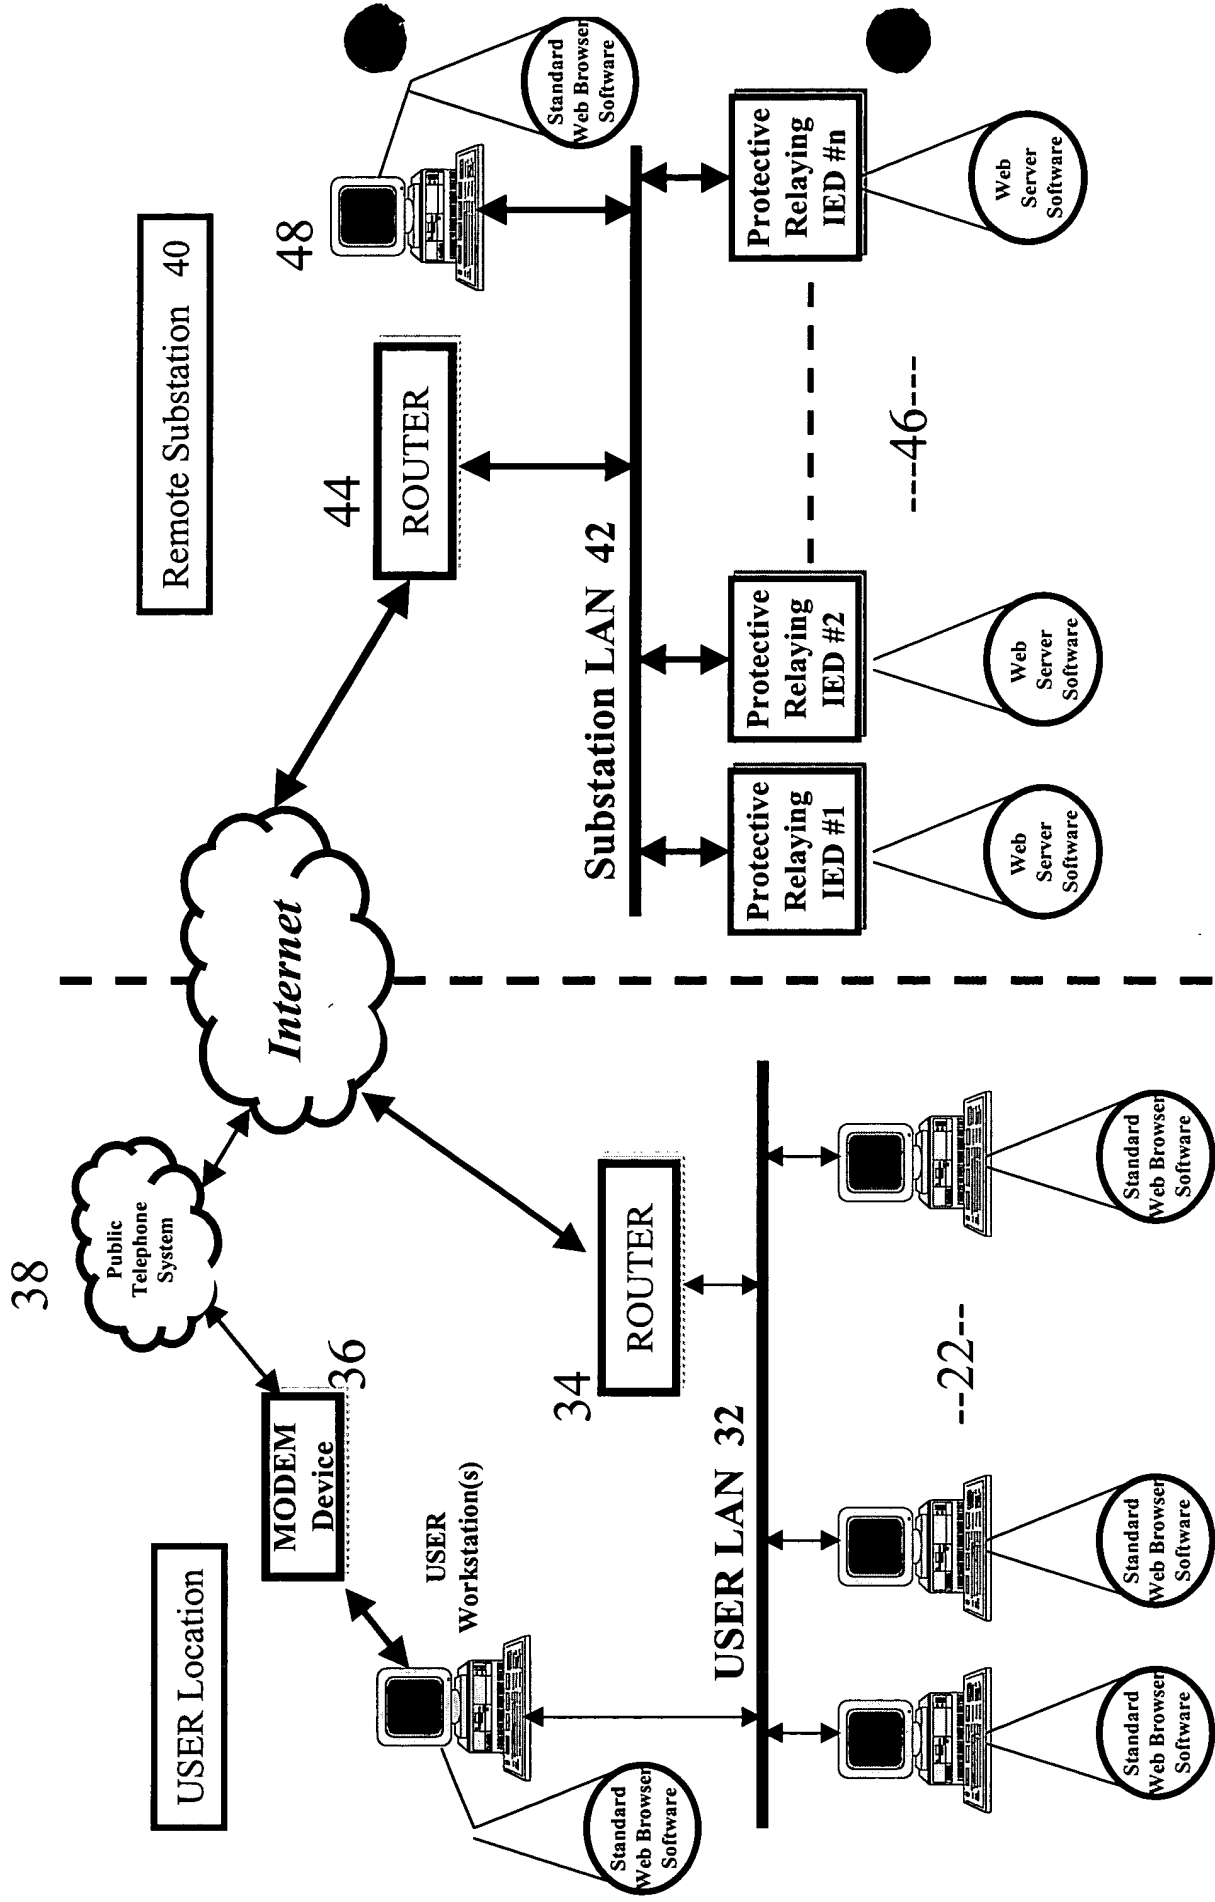 38
Public
Telephone
System
USER Location
Remote Substation 40
MODEM
Device
36
Internet
44
ROUTER
48
Standard
Web Browser
Software
USER
Workstation(s)
Standard
Web Browser
Software
34
ROUTER
USER LAN 32
Substation LAN 42
Standard
Web Browser
Software
Standard
Web Browser
Software
--22--
Standard
Web Browser
Software
Protective
Relaying
IED #1
Protective
Relaying
IED #2
Protective
Relaying
IED #n
---46---
Web
Server
Software
Web
Server
Software
Web
Server
Software